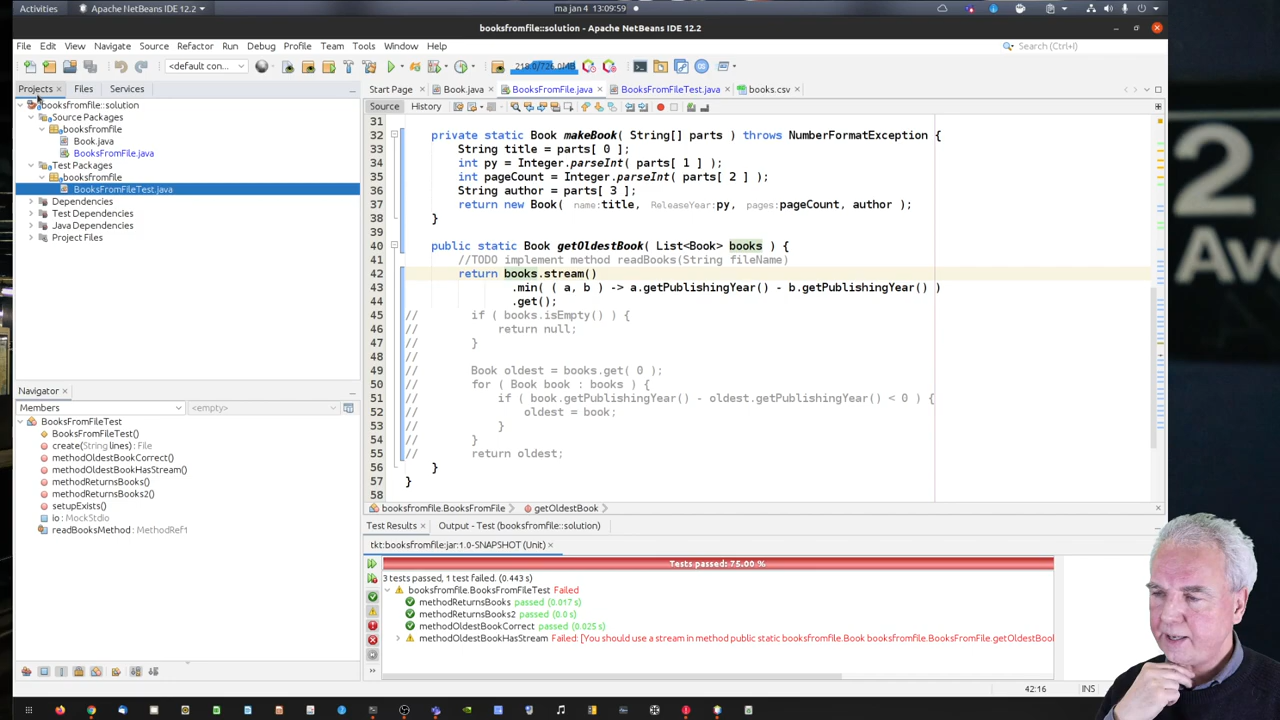 Activities Apache NetBeans IDE 12.2 ma jan 4 13:09:59
booksfromfile::solution - Apache NetBeans IDE 12.2
File Edit View Navigate Source Refactor Run Debug Profile Team Tools Window Help Search (Ctrl+I)
<default con... 218.0/726.0MB
Projects Files Services Start Page Book.java BooksFromFile.java BooksFromFileTest.java books.csv
Source History
booksfromfile::solution
Source Packages
booksfromfile
Book.java
BooksFromFile.java
Test Packages
booksfromfile
BooksFromFileTest.java
Dependencies
Test Dependencies
Java Dependencies
Project Files
31
32 private static Book makeBook( String[] parts ) throws NumberFormatException {
33 String title = parts[ 0 ];
34 int py = Integer.parseInt( parts[ 1 ] );
35 int pageCount = Integer.parseInt( parts[ 2 ] );
36 String author = parts[ 3 ];
37 return new Book( name:title, ReleaseYear:py, pages:pageCount, author );
38 }
39
40 public static Book getOldestBook( List<Book> books ) {
41 //TODO implement method readBooks(String fileName)
42 return books.stream()
43 .min( ( a, b ) -> a.getPublishingYear() - b.getPublishingYear() )
44 .get();
45 // if ( books.isEmpty() ) {
46 // return null;
47 // }
48 //
49 // Book oldest = books.get( 0 );
50 // for ( Book book : books ) {
51 // if ( book.getPublishingYear() - oldest.getPublishingYear() < 0 ) {
52 // oldest = book;
53 // }
54 // }
55 // return oldest;
56 }
57 }
58
Navigator
Members <empty>
BooksFromFileTest
BooksFromFileTest()
create(String lines) : File
methodOldestBookCorrect()
methodOldestBookHasStream()
methodReturnsBooks()
methodReturnsBooks2()
setupExists()
io : MockStdio
readBooksMethod : MethodRef1
booksfromfile.BooksFromFile getOldestBook
Test Results Output - Test (booksfromfile::solution)
tkt:booksfromfile:jar:1.0-SNAPSHOT (Unit)
Tests passed: 75.00 %
3 tests passed, 1 test failed. (0.443 s)
booksfromfile.BooksFromFileTest Failed
methodReturnsBooks passed (0.017 s)
methodReturnsBooks2 passed (0.0 s)
methodOldestBookCorrect passed (0.025 s)
methodOldestBookHasStream Failed: [You should use a stream in method public static booksfromfile.Book booksfromfile.BooksFromFile.getOldestBool
42:16 INS
2
Ave